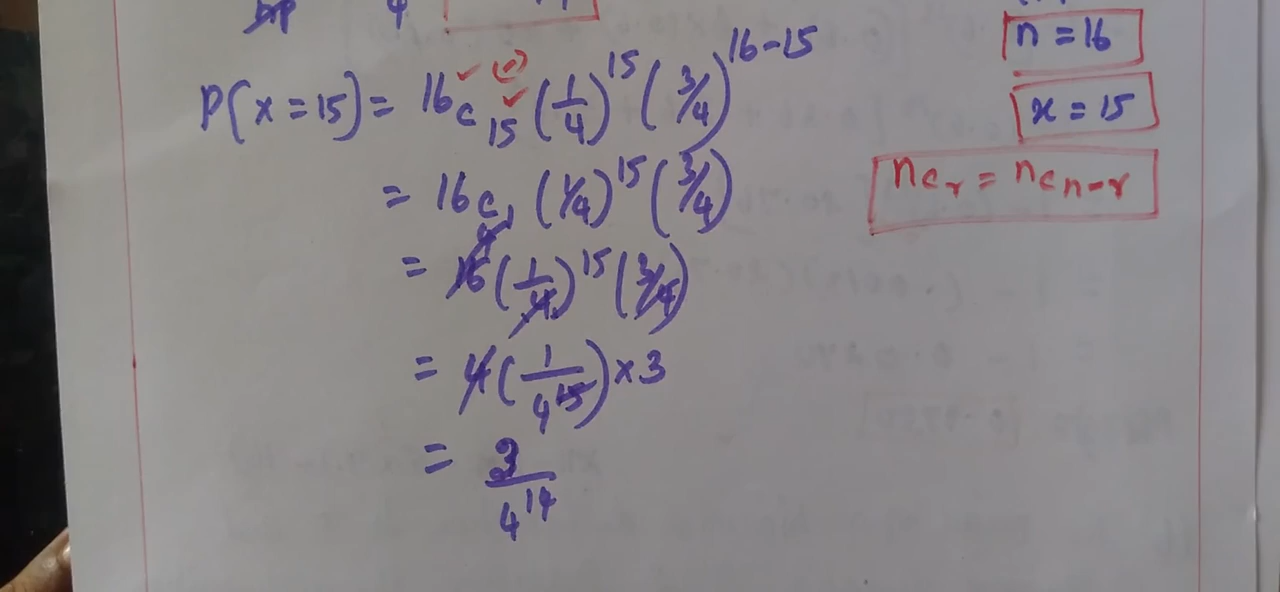 n = 16
P(x = 15) = 16c15 (1/4)^15 (3/4)^16-15
x = 15
= 16c1 (1/4)^15 (3/4)
ncr = ncn-r
= 16 (1/4)^15 (3/4)
4
= 4 (1/4^15) × 3
= 3/4^14